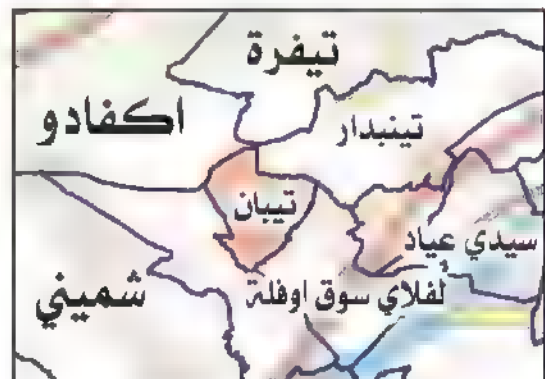 تيفرة
اكفادو
تينبدار
تيبان
سيدي عياد
شميني
لفلاي سوق اوفلة